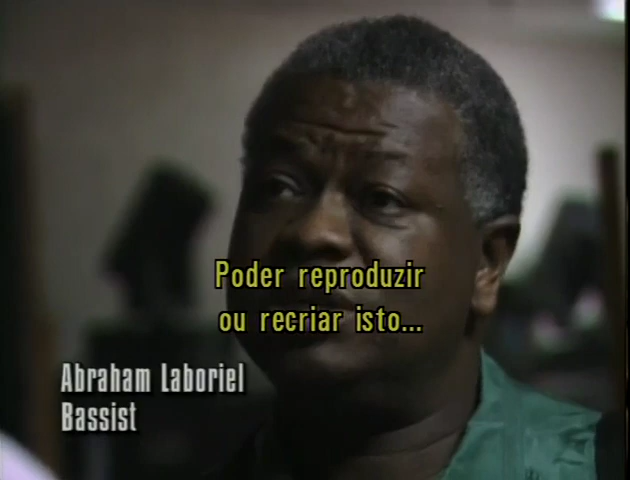 Poder reproduzir
ou recriar isto...
Abraham Laboriel
Bassist